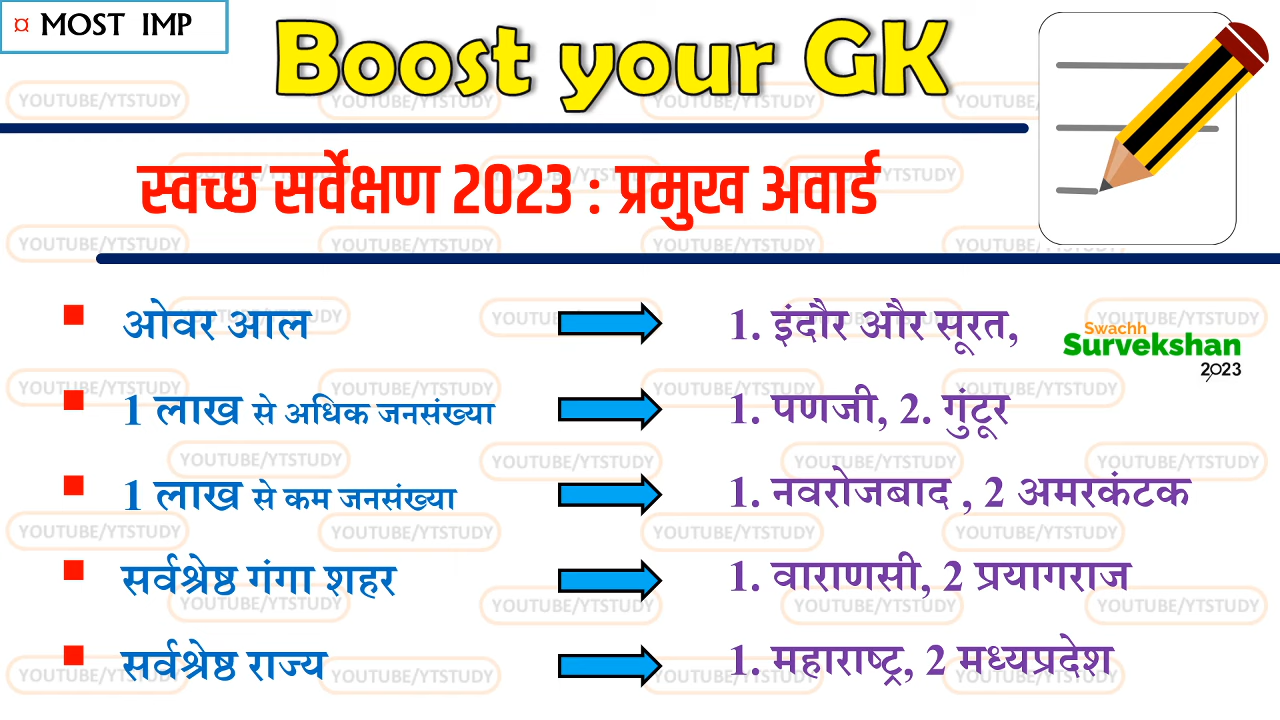 ¤ MOST IMP
Boost your GK
स्वच्छ सर्वेक्षण 2023 : प्रमुख अवार्ड
ओवर आल 1. इंदौर और सूरत,
Swachh
Survekshan
2023
1 लाख से अधिक जनसंख्या 1. पणजी, 2. गुंटूर
1 लाख से कम जनसंख्या 1. नवरोजबाद , 2 अमरकंटक
सर्वश्रेष्ठ गंगा शहर 1. वाराणसी, 2 प्रयागराज
सर्वश्रेष्ठ राज्य 1. महाराष्ट्र, 2 मध्यप्रदेश
YOUTUBE/YTSTUDY